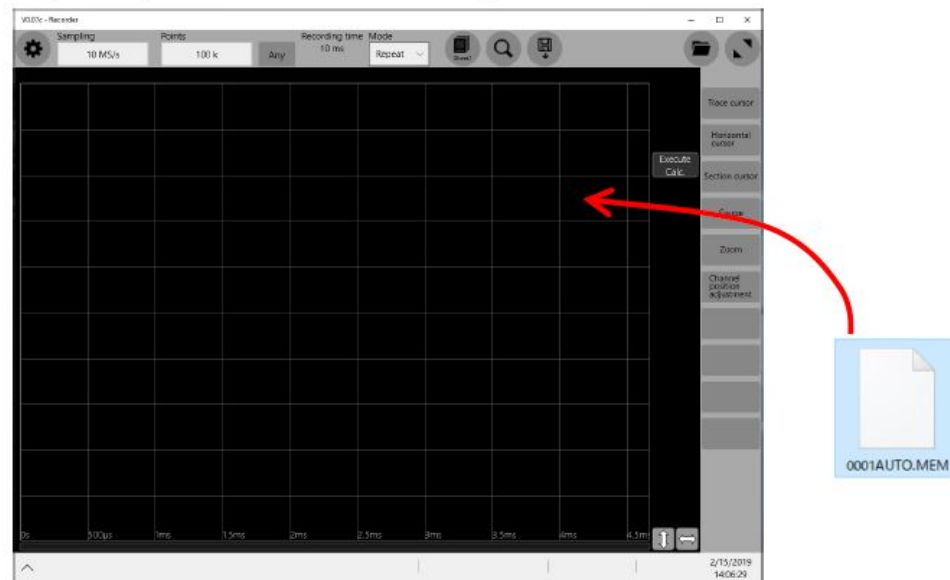 V0.07c - Recorder
Sampling
Points
Recording time
Mode
10 MS/s
100 k
Any
10 ms
Repeat
Sheet1
Trace cursor
Horizontal
cursor
Execute
Calc.
Section cursor
Gauge
Zoom
Channel
position
adjustment
0001AUTO.MEM
0s
500μs
1ms
1.5ms
2ms
2.5ms
3ms
3.5ms
4ms
4.5ms
2/15/2019
14:06:29